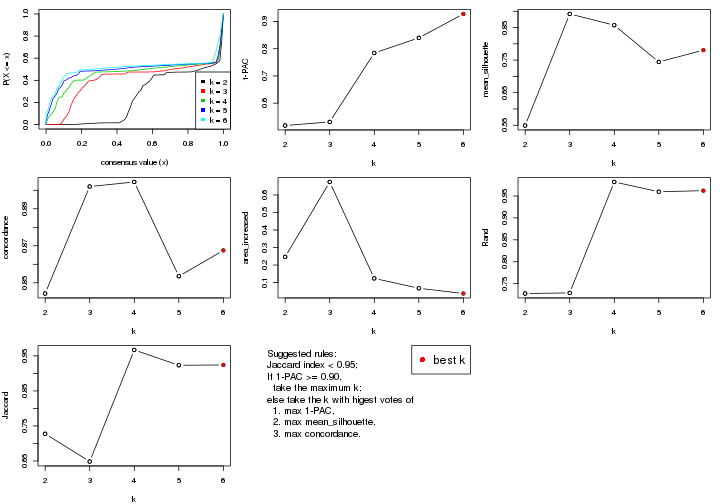 P(X <= x)
1.0
0.8
0.6
0.4
0.2
0.0
k = 2
k = 3
k = 4
k = 5
k = 6
0.0 0.2 0.4 0.6 0.8 1.0
consensus value (x)
1-PAC
0.9
0.8
0.7
0.6
2 3 4 5 6
k
mean_silhouette
0.85
0.75
0.65
0.55
2 3 4 5 6
k
concordance
0.89
0.87
0.85
2 3 4 5 6
k
area_increased
0.6
0.5
0.4
0.3
0.2
0.1
2 3 4 5 6
k
Rand
0.95
0.90
0.85
0.80
0.75
2 3 4 5 6
k
Jaccard
0.95
0.85
0.75
0.65
2 3 4 5 6
k
Suggested rules:
Jaccard index < 0.95;
If 1-PAC >= 0.90,
take the maximum k;
else take the k with higest votes of
1. max 1-PAC,
2. max mean_silhouette,
3. max concordance.
best k